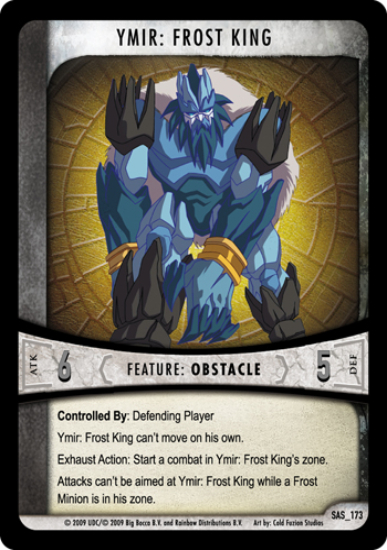 YMIR: FROST KING
ATK 6 FEATURE: OBSTACLE 5 DEF
Controlled By: Defending Player
Ymir: Frost King can't move on his own.
Exhaust Action: Start a combat in Ymir: Frost King's zone.
Attacks can't be aimed at Ymir: Frost King while a Frost
Minion is in his zone.
SAS_173
© 2009 UDC/© 2009 Big Bocca B.V. and Rainbow Distributions B.V. Art by: Cold Fuzion Studios